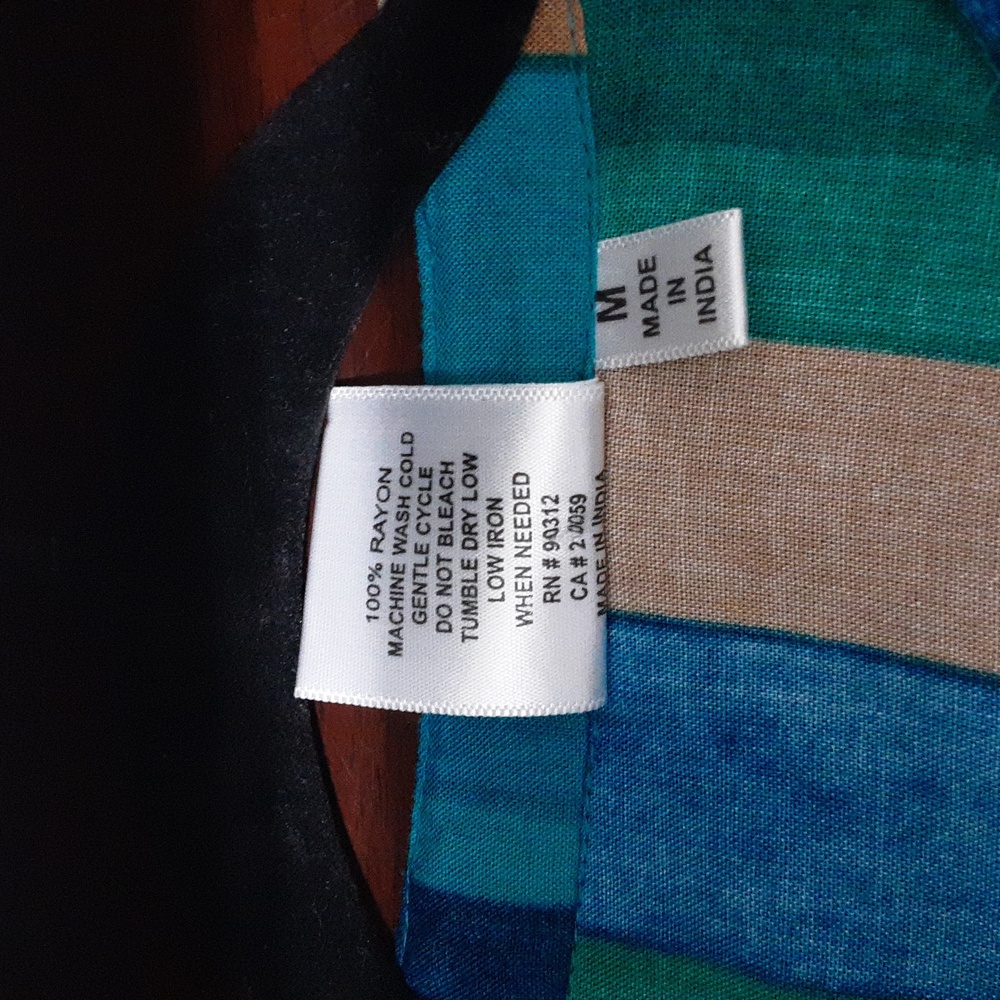 M
MADE
IN
INDIA
100% RAYON
MACHINE WASH COLD
GENTLE CYCLE
DO NOT BLEACH
TUMBLE DRY LOW
LOW IRON
WHEN NEEDED
RN # 90312
CA #
MADE IN INDIA